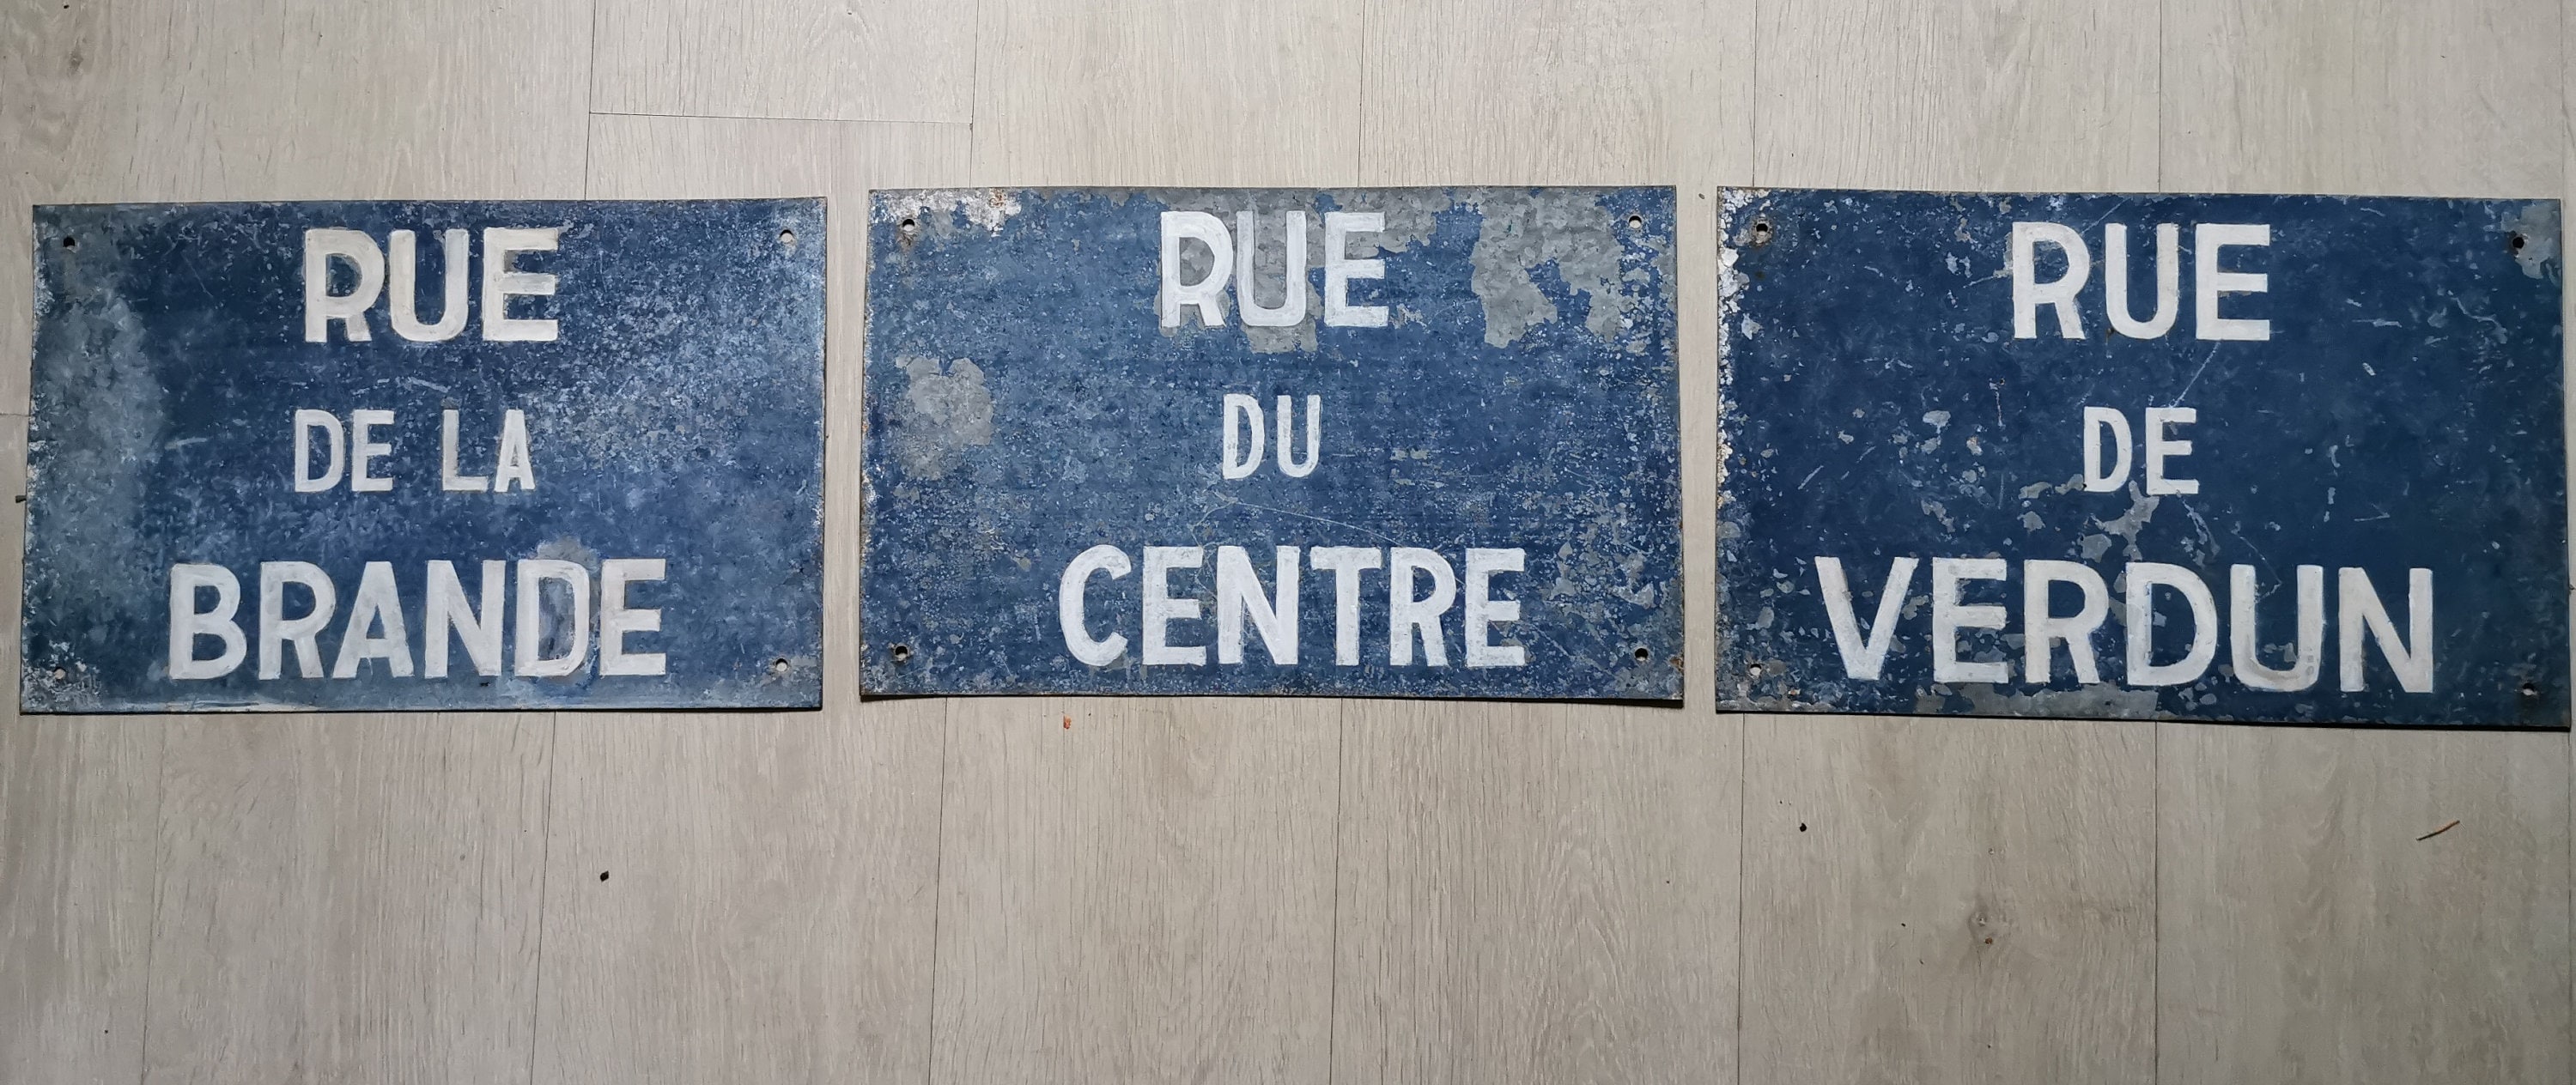 RUE
DE LA
BRANDE
RUE
DU
CENTRE
RUE
DE
VERDUN